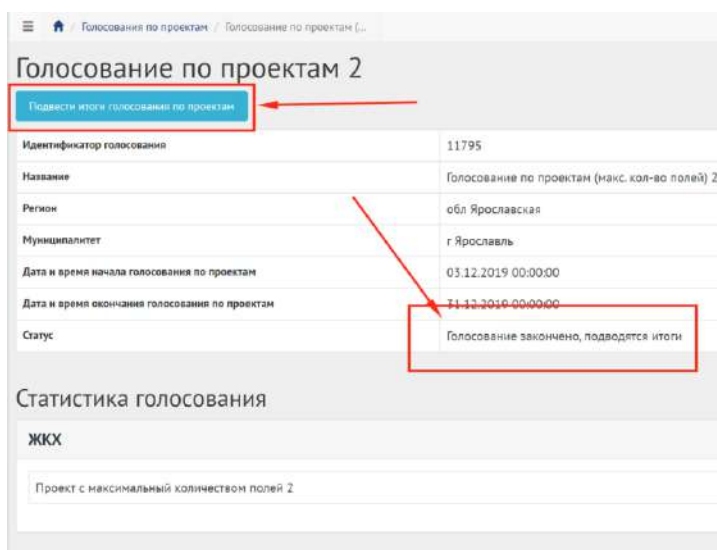 Голосования по проектам / Голосование по проектам (...
Голосование по проектам 2
Подвести итоги голосования по проектам
Идентификатор голосования 11795
Название Голосование по проектам (макс. кол-во полей) 2
Регион обл Ярославская
Муниципалитет г Ярославль
Дата и время начала голосования по проектам 03.12.2019 00:00:00
Дата и время окончания голосования по проектам 31.12.2019 00:00:00
Статус Голосование закончено, подводятся итоги
Статистика голосования
ЖКХ
Проект с максимальный количеством полей 2